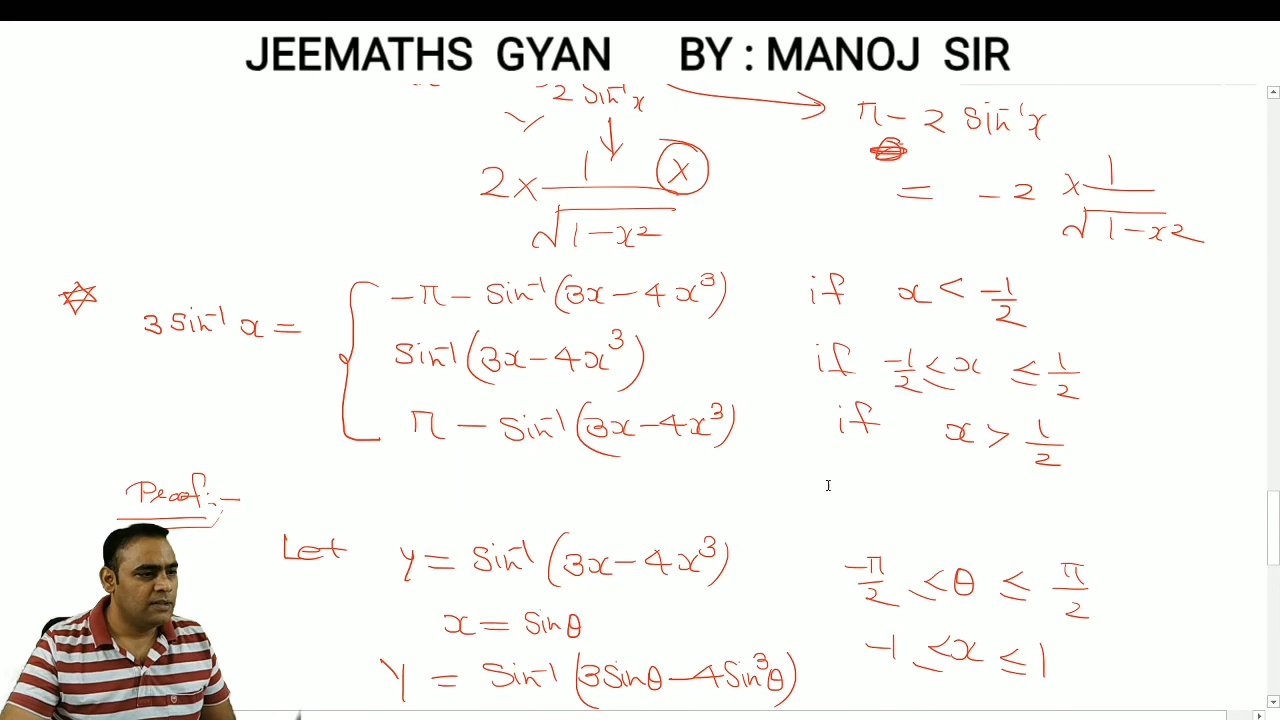 JEEMATHS GYAN BY : MANOJ SIR
2 Sin⁻¹x
π - 2 Sin⁻¹x
2 × 1/√(1-x²) x
= -2 × 1/√(1-x2)
3 Sin⁻¹ x =
-π - Sin⁻¹(3x - 4x³) if x < -1/2
Sin⁻¹(3x - 4x³) if -1/2 ≤ x ≤ 1/2
π - Sin⁻¹(3x - 4x³) if x > 1/2
Proof:-
Let y = Sin⁻¹(3x - 4x³) -π/2 ≤ θ ≤ π/2
x = Sinθ
-1 ≤ x ≤ 1
y = Sin⁻¹(3Sinθ - 4Sin³θ)